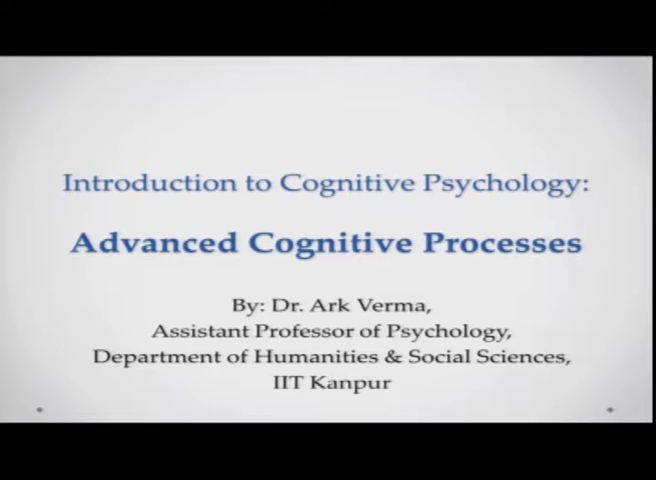 Introduction to Cognitive Psychology:
Advanced Cognitive Processes
By: Dr. Ark Verma,
Assistant Professor of Psychology,
Department of Humanities & Social Sciences,
IIT Kanpur